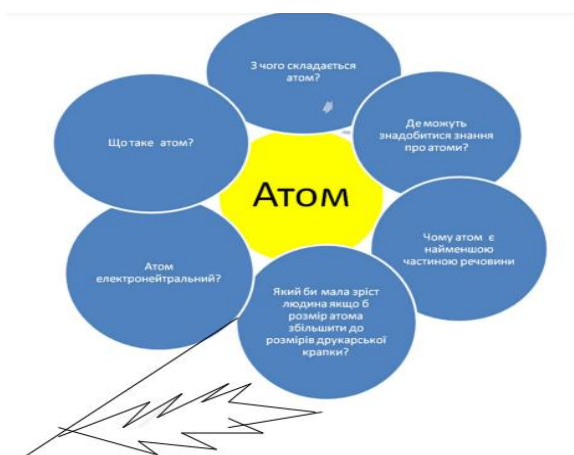 З чого складається
атом?
Де можуть
знадобитися знання
про атоми?
Що таке атом?
Атом
Чому атом є
найменшою
частиною речовини
Атом
електронейтральний?
Який би мала зріст
людина якщо б
розмір атома
збільшити до
розмірів друкарської
крапки?